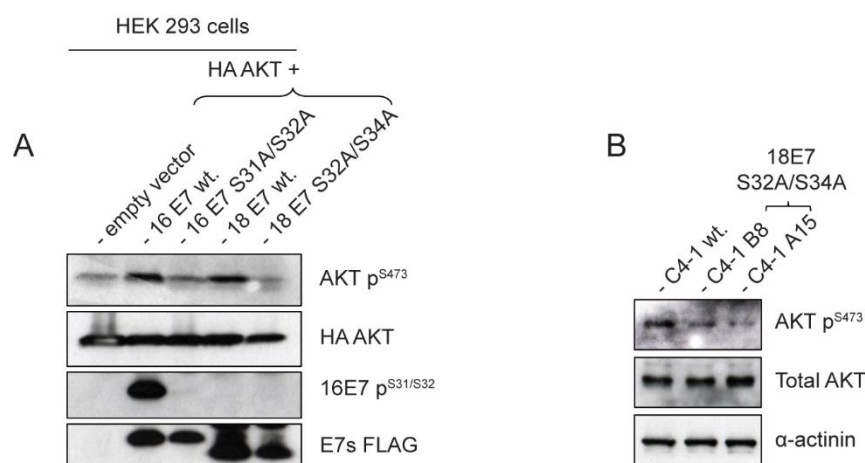 HEK 293 cells
HA AKT +
A
- empty vector
- 16 E7 wt.
- 16 E7 S31A/S32A
- 18 E7 wt.
- 18 E7 S32A/S34A
AKT pS473
HA AKT
16E7 pS31/S32
E7s FLAG
B
18E7
S32A/S34A
- C4-1 wt.
- C4-1 B8
- C4-1 A15
AKT pS473
Total AKT
α-actinin